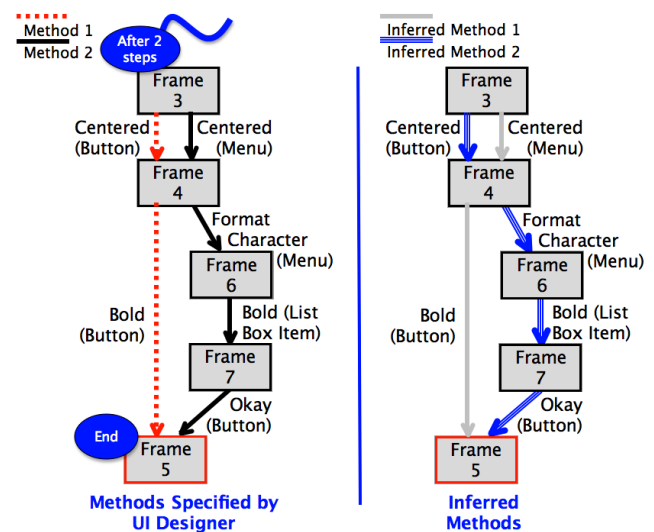 Method 1
Method 2
After 2
steps
Frame
3
Centered
(Button)
Centered
(Menu)
Frame
4
Format
Character
(Menu)
Frame
6
Bold
(Button)
Bold (List
Box Item)
Frame
7
Okay
(Button)
End
Frame
5
Methods Specified by
UI Designer
Inferred Method 1
Inferred Method 2
Frame
3
Centered
(Button)
Centered
(Menu)
Frame
4
Format
Character
(Menu)
Frame
6
Bold
(Button)
Bold (List
Box Item)
Frame
7
Okay
(Button)
Frame
5
Inferred
Methods